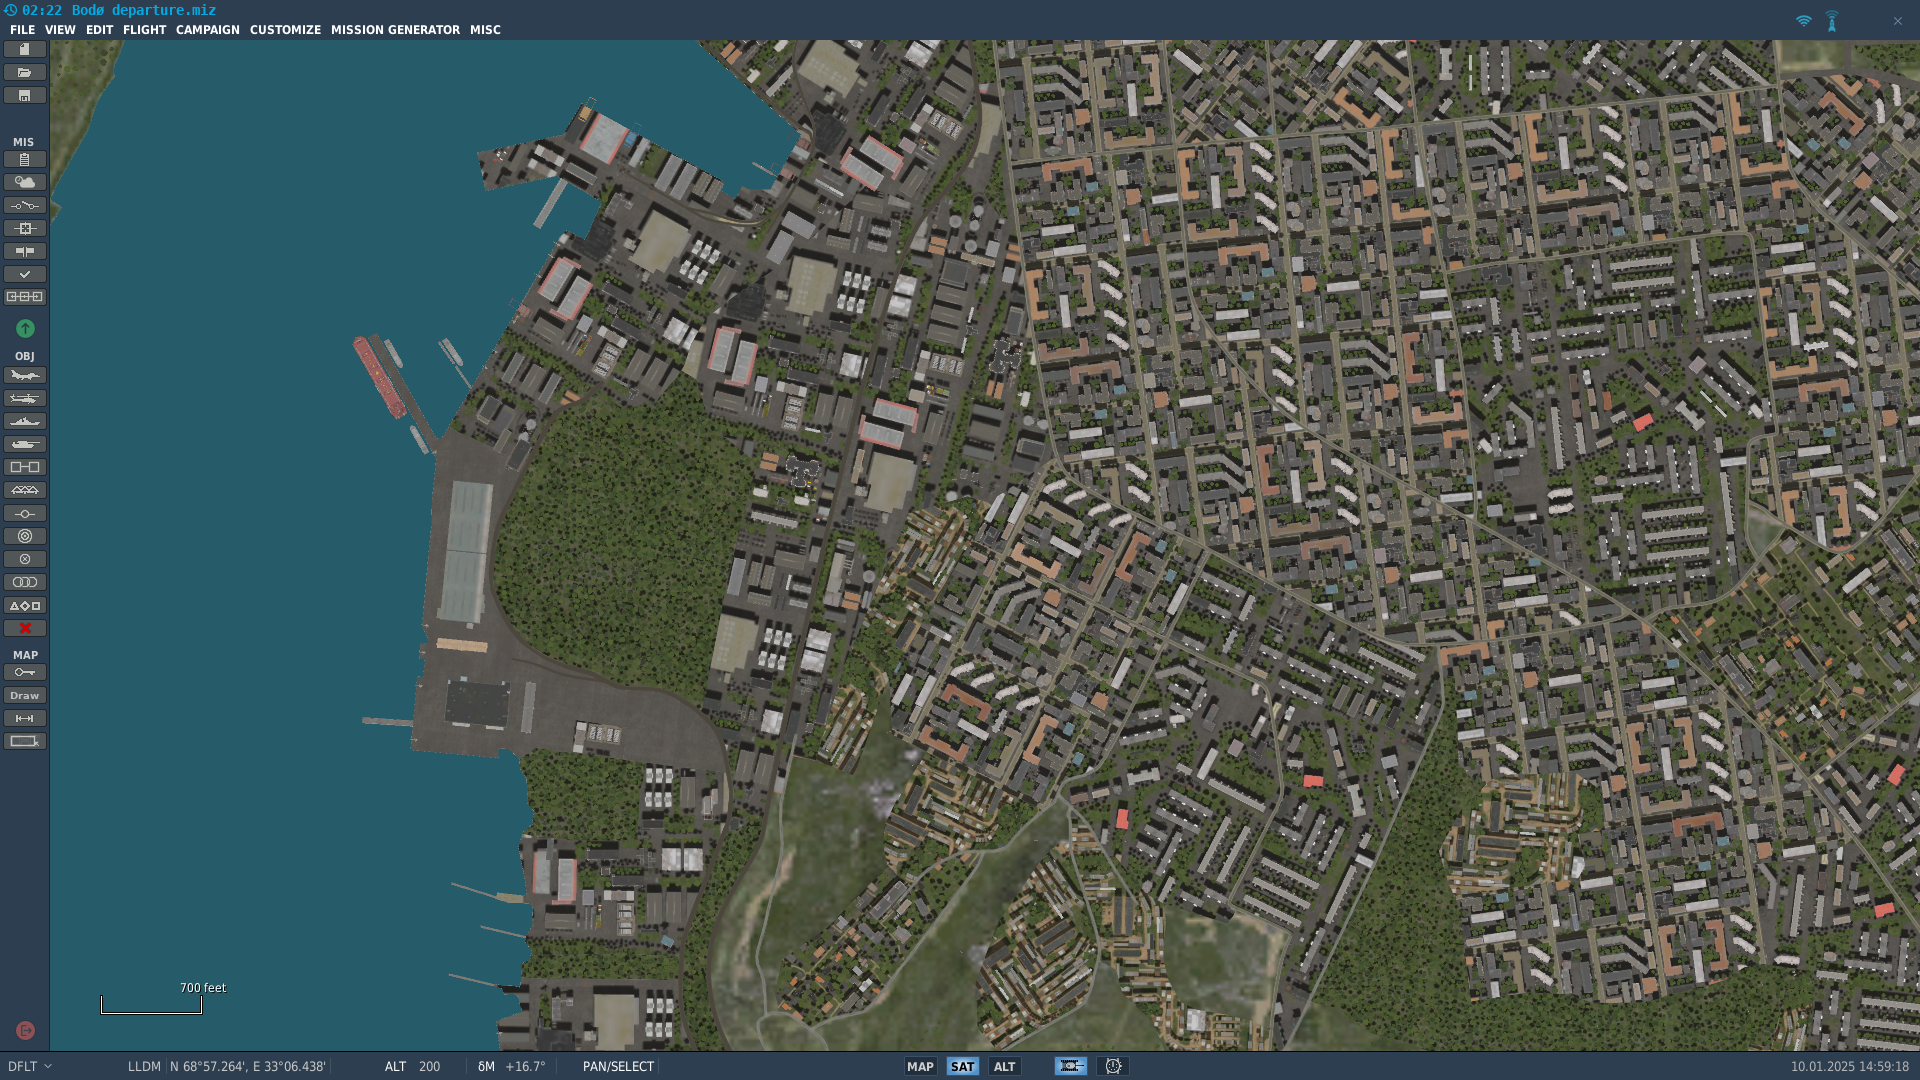 02:22 Bodø departure.miz
FILE VIEW EDIT FLIGHT CAMPAIGN CUSTOMIZE MISSION GENERATOR MISC
MIS
OBJ
MAP
Draw
700 feet
DFLT LLDM N 68°57.264', E 33°06.438' ALT 200 δM +16.7° PAN/SELECT MAP SAT ALT 10.01.2025 14:59:18